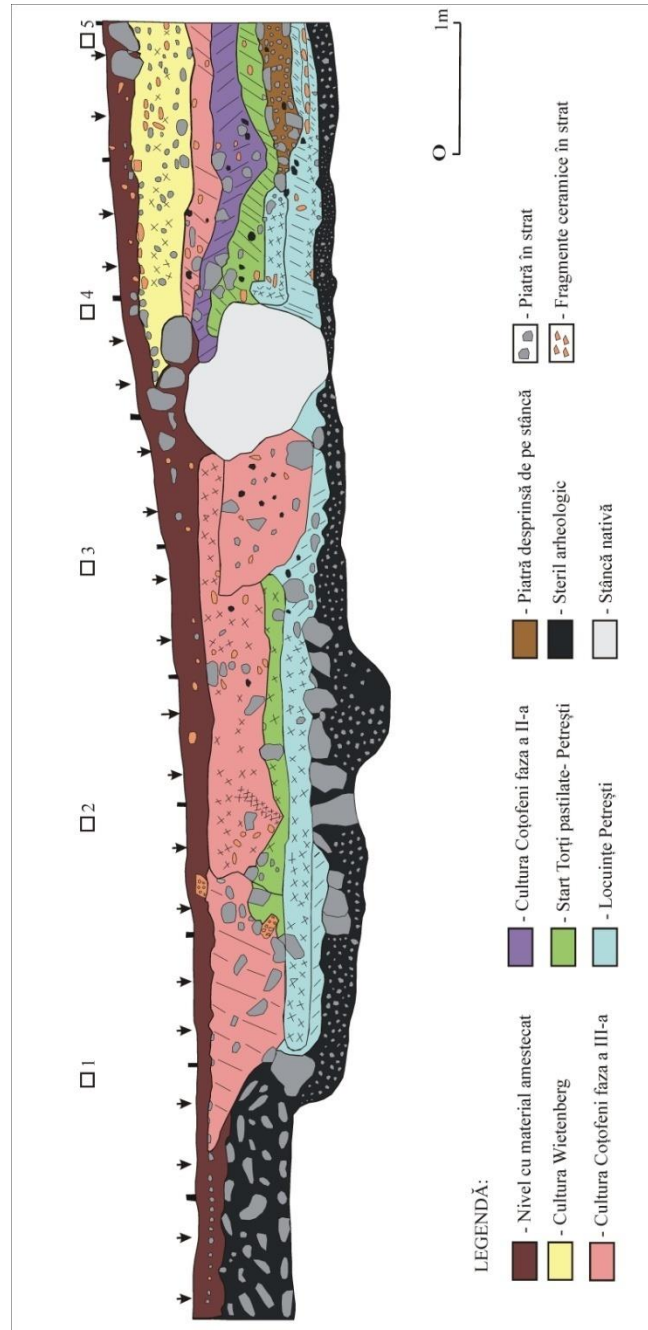 1
2
3
4
5
O
1m
LEGENDĂ:
- Nivel cu material amestecat
- Cultura Wietenberg
- Cultura Coțofeni faza a III-a
- Cultura Coțofeni faza a II-a
- Start Torți pastilate- Petrești
- Locuințe Petrești
- Piatră desprinsă de pe stâncă
- Steril arheologic
- Stâncă nativă
- Piatră în strat
- Fragmente ceramice în strat